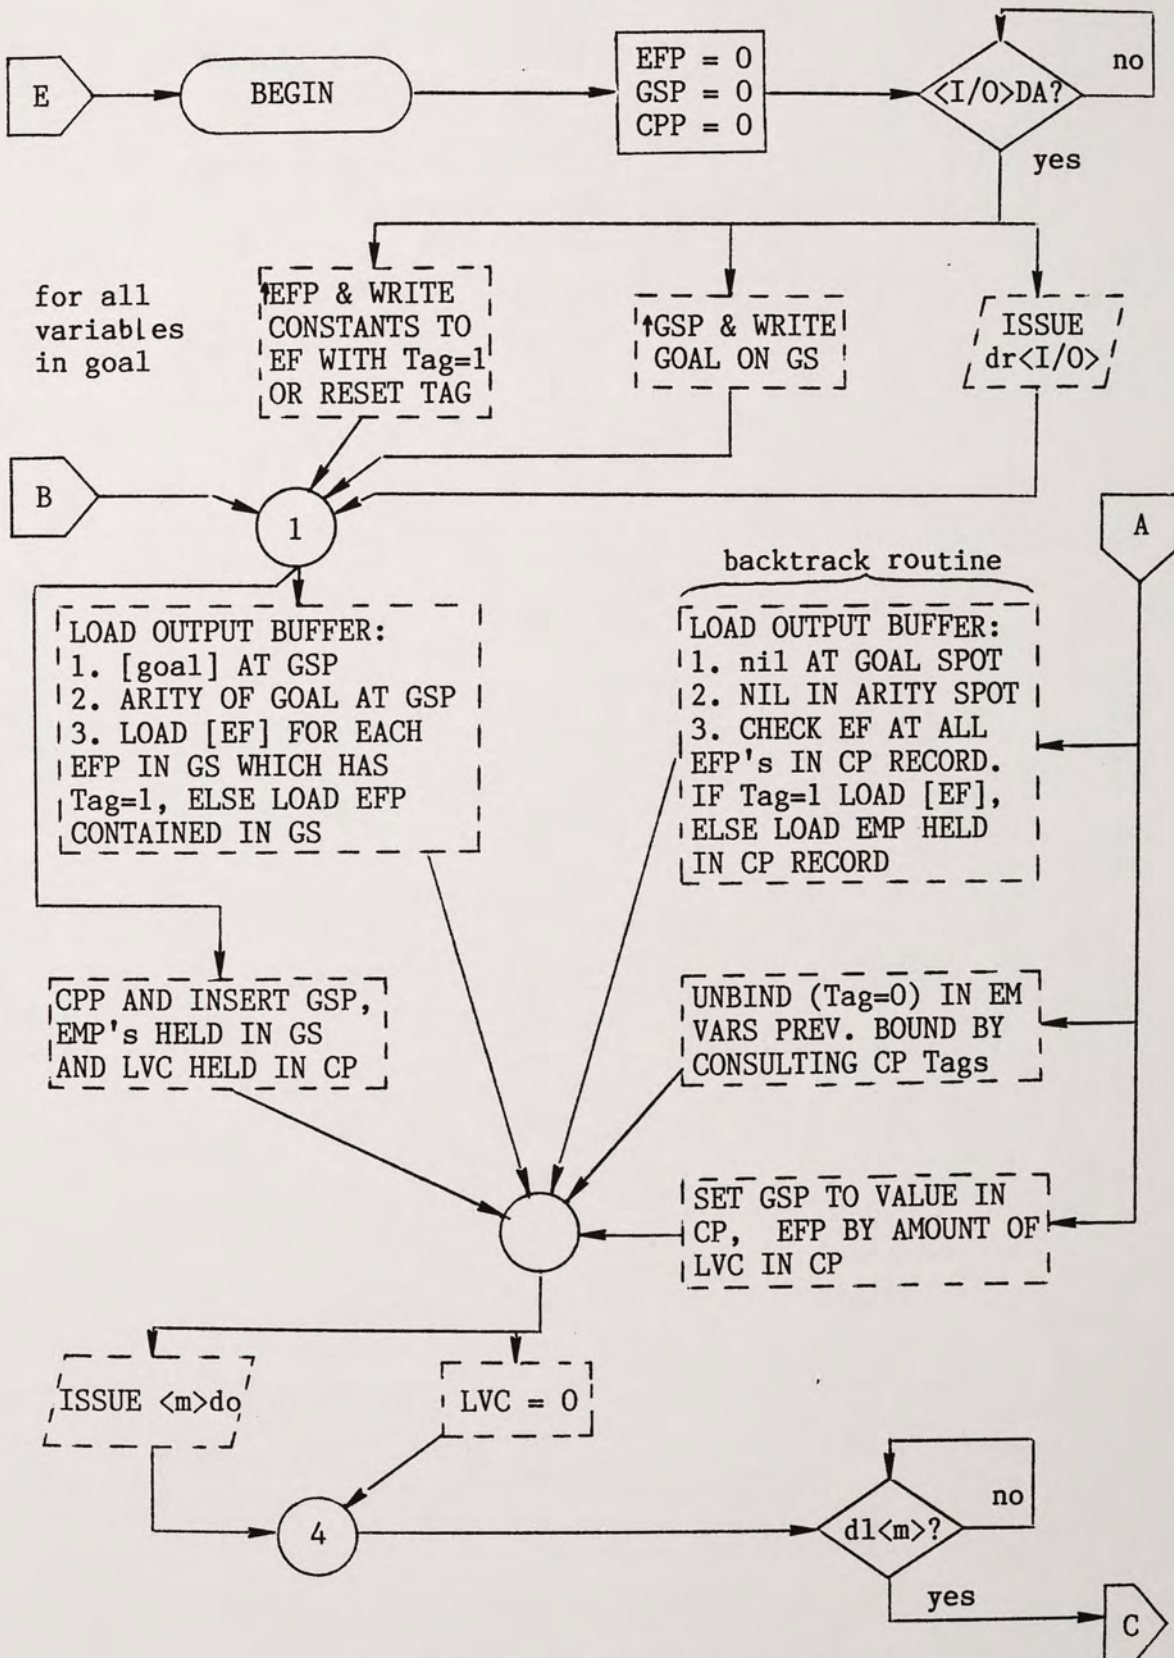 E
BEGIN
EFP = 0
GSP = 0
CPP = 0
<I/O>DA?
no
yes
for all
variables
in goal
↑EFP & WRITE
CONSTANTS TO
EF WITH Tag=1
OR RESET TAG
↑GSP & WRITE
GOAL ON GS
ISSUE
dr<I/O>
B
1
A
backtrack routine
LOAD OUTPUT BUFFER:
1. [goal] AT GSP
2. ARITY OF GOAL AT GSP
3. LOAD [EF] FOR EACH
EFP IN GS WHICH HAS
Tag=1, ELSE LOAD EFP
CONTAINED IN GS
LOAD OUTPUT BUFFER:
1. nil AT GOAL SPOT
2. NIL IN ARITY SPOT
3. CHECK EF AT ALL
EFP's IN CP RECORD.
IF Tag=1 LOAD [EF],
ELSE LOAD EMP HELD
IN CP RECORD
CPP AND INSERT GSP,
EMP's HELD IN GS
AND LVC HELD IN CP
UNBIND (Tag=0) IN EM
VARS PREV. BOUND BY
CONSULTING CP Tags
SET GSP TO VALUE IN
CP, EFP BY AMOUNT OF
LVC IN CP
ISSUE <m>do
LVC = 0
4
dl<m>?
no
yes
C